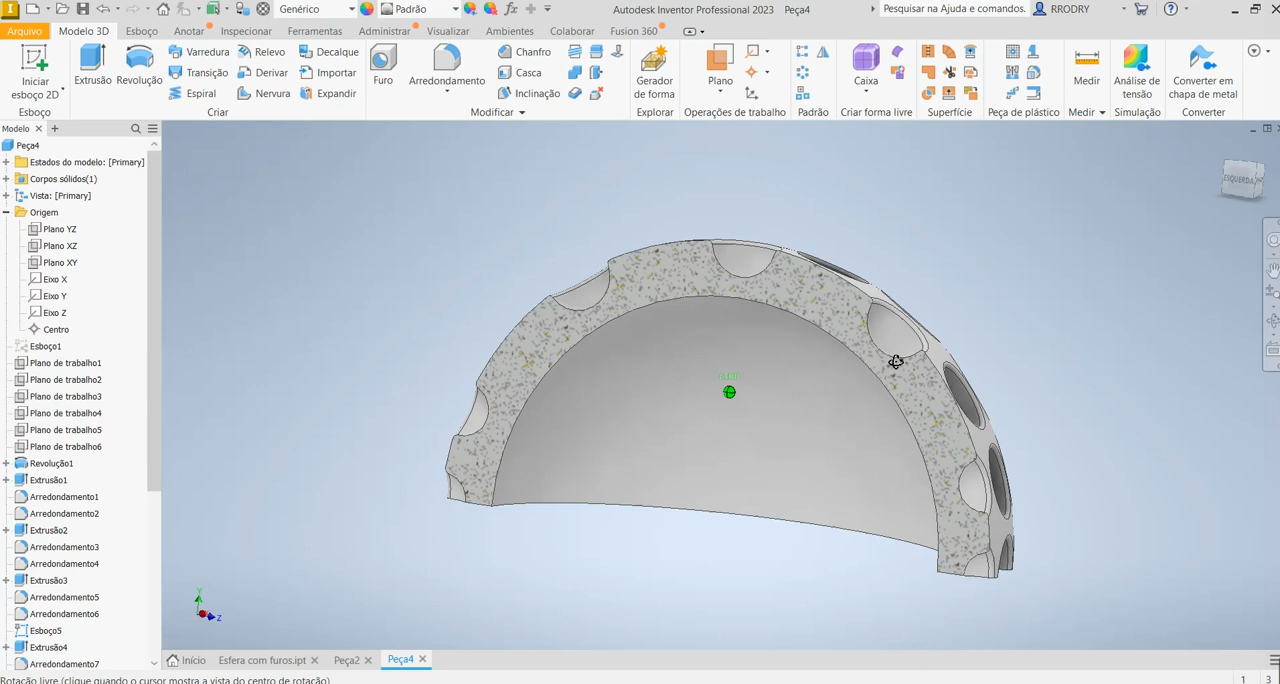 Genérico
Padrão
Autodesk Inventor Professional 2023 Peça4
Pesquisar na Ajuda e comandos.
RRODRY
Arquivo
Modelo 3D
Esboço
Anotar
Inspecionar
Ferramentas
Administrar
Visualizar
Ambientes
Colaborar
Fusion 360
Iniciar
esboço 2D
Esboço
Extrusão
Revolução
Varredura
Transição
Espiral
Relevo
Derivar
Nervura
Decalque
Importar
Expandir
Criar
Furo
Arredondamento
Chanfro
Casca
Inclinação
Modificar
Gerador
de forma
Explorar
Plano
Operações de trabalho
Padrão
Caixa
Criar forma livre
Superfície
Peça de plástico
Medir
Medir
Análise de
tensão
Simulação
Converter em
chapa de metal
Converter
Modelo
Peça4
Estados do modelo: [Primary]
Corpos sólidos(1)
Vista: [Primary]
Origem
Plano YZ
Plano XZ
Plano XY
Eixo X
Eixo Y
Eixo Z
Centro
Esboço1
Plano de trabalho1
Plano de trabalho2
Plano de trabalho3
Plano de trabalho4
Plano de trabalho5
Plano de trabalho6
Revolução1
Extrusão1
Arredondamento1
Arredondamento2
Extrusão2
Arredondamento3
Arredondamento4
Extrusão3
Arredondamento5
Arredondamento6
Esboço5
Extrusão4
Arredondamento7
ESQUERDA
Y
Z
Início
Esfera com furos.ipt
Peça2
Peça4
Rotação livre (clique quando o cursor mostra a vista do centro de rotação)
1 3